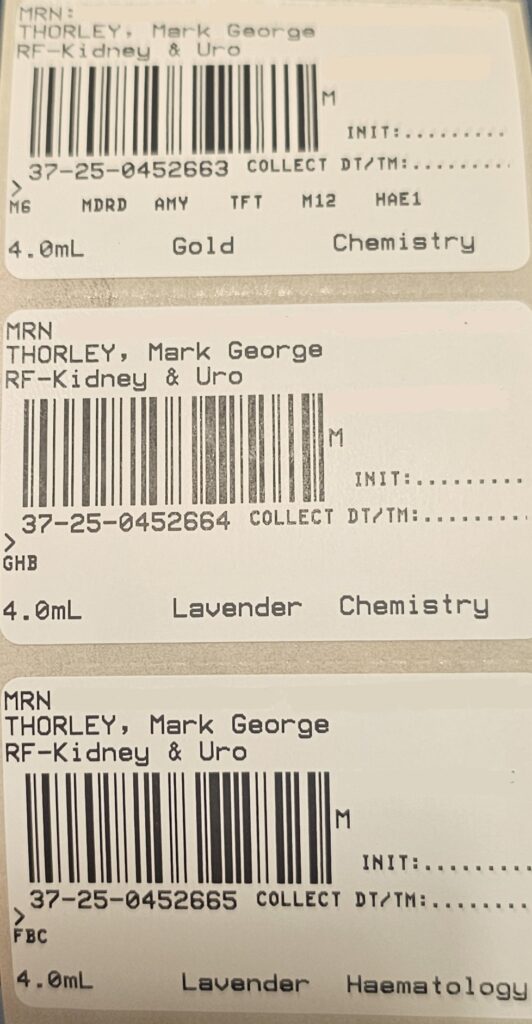 MRN:
THORLEY, Mark George
RF-Kidney & Uro
M
INIT:.........
37-25-0452663 COLLECT DT/TM:.........
>
M6 MDRD AMY TFT M12 HAE1
4.0mL Gold Chemistry
MRN
THORLEY, Mark George
RF-Kidney & Uro
M
INIT:.........
37-25-0452664 COLLECT DT/TM:.........
>
GHB
4.0mL Lavender Chemistry
MRN
THORLEY, Mark George
RF-Kidney & Uro
M
INIT:.........
37-25-0452665 COLLECT DT/TM:.........
>
FBC
4.0mL Lavender Haematology